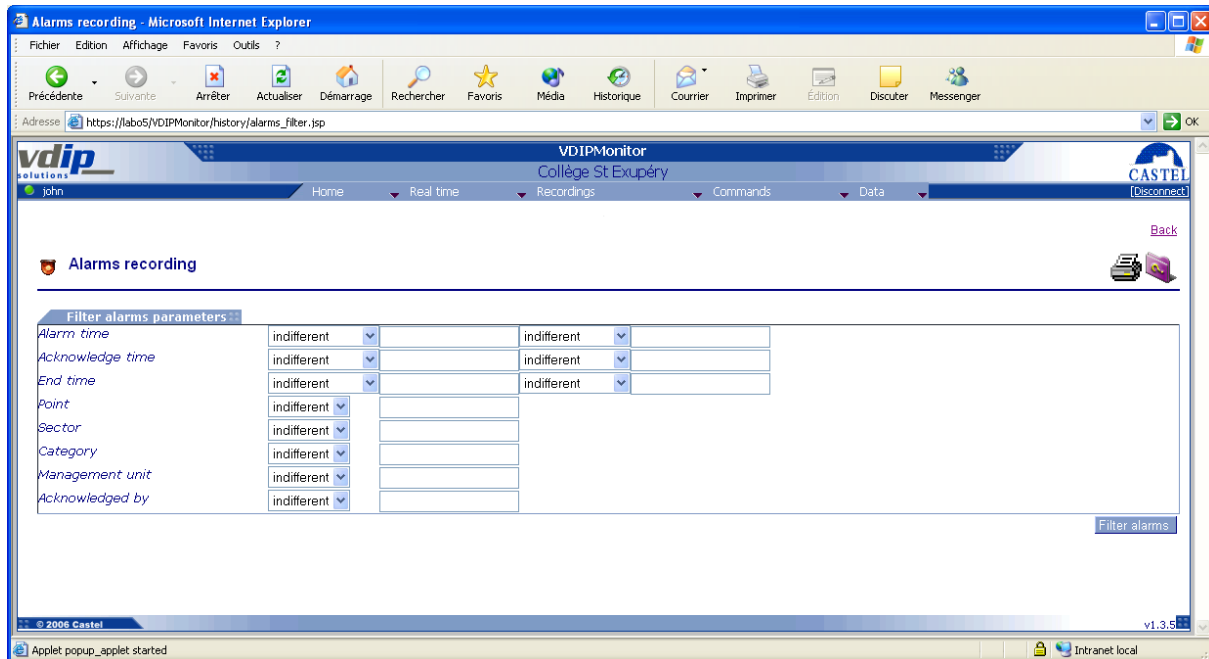 Alarms recording - Microsoft Internet Explorer
Fichier Edition Affichage Favoris Outils ?
Précédente Suivante Arrêter Actualiser Démarrage Rechercher Favoris Média Historique Courrier Imprimer Édition Discuter Messenger
Adresse https://labo5/VDIPMonitor/history/alarms_filter.jsp OK
vdip solutions VDIPMonitor CASTEL
Collège St Exupéry
john Home Real time Recordings Commands Data [Disconnect]
Back
Alarms recording
Filter alarms parameters
Alarm time indifferent indifferent
Acknowledge time indifferent indifferent
End time indifferent indifferent
Point indifferent
Sector indifferent
Category indifferent
Management unit indifferent
Acknowledged by indifferent
Filter alarms
© 2006 Castel v1.3.5
Applet popup_applet started Intranet local